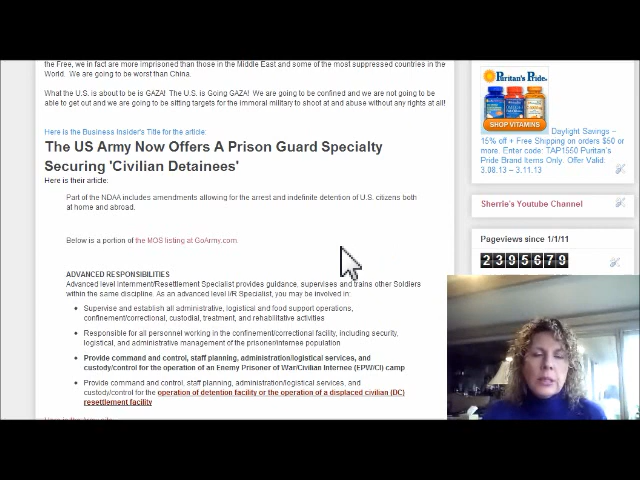 the Free, we in fact are more imprisoned than those in the Middle East and some of the most suppressed countries in the
World. We are going to be worst than China.
What the U.S. is about to be is GAZA! The U.S. is Going GAZA! We are going to be confined and we are not going to be
able to get out and we are going to be sitting targets for the immoral military to shoot at and abuse without any rights at all!
Here is the Business Insider's Title for the article:
The US Army Now Offers A Prison Guard Specialty
Securing 'Civilian Detainees'
Here is their article:
Part of the NDAA includes amendments allowing for the arrest and indefinite detention of U.S. citizens both
at home and abroad.
Below is a portion of the MOS listing at GoArmy.com.
ADVANCED RESPONSIBILITIES
Advanced level Internment/Resettlement Specialist provides guidance, supervises and trains other Soldiers
within the same discipline. As an advanced level I/R Specialist, you may be involved in:
• Supervise and establish all administrative, logistical and food support operations,
confinement/correctional, custodial, treatment, and rehabilitative activities
• Responsible for all personnel working in the confinement/correctional facility, including security,
logistical, and administrative management of the prisoner/internee population
• Provide command and control, staff planning, administration/logistical services, and
custody/control for the operation of an Enemy Prisoner of War/Civilian Internee (EPW/CI) camp
• Provide command and control, staff planning, administration/logistical services, and
custody/control for the operation of detention facility or the operation of a displaced civilian (DC)
resettlement facility
Puritan's Pride
SHOP VITAMINS
Daylight Savings –
15% off + Free Shipping on orders $50 or
more. Enter code: TAP1550 Puritan's
Pride Brand Items Only. Offer Valid:
3.08.13 – 3.11.13
Sherrie's Youtube Channel
Pageviews since 1/1/11
2395679